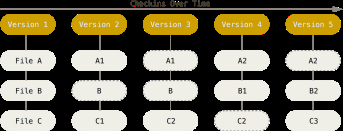 Checkins Over Time
Version 1 Version 2 Version 3 Version 4 Version 5
File A A1 A1 A2 A2
File B B B B1 B2
File C C1 C2 C2 C3